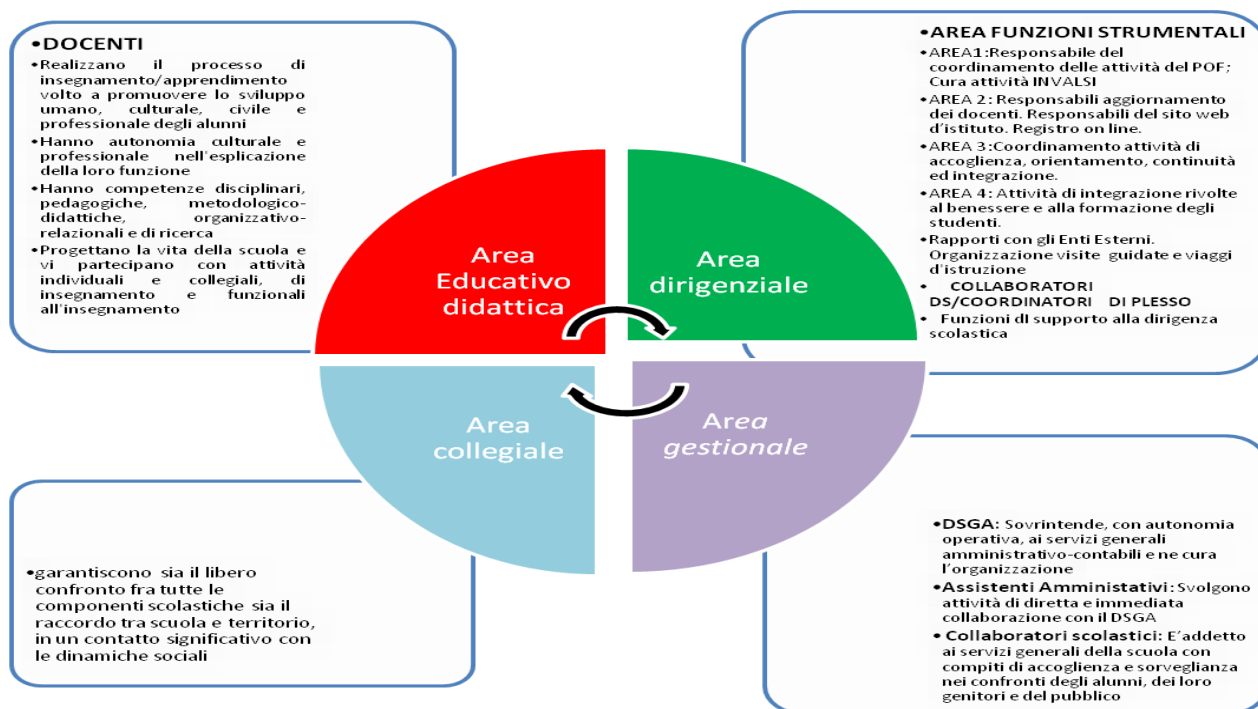 •DOCENTI
•Realizzano il processo di
insegnamento/apprendimento
volto a promuovere lo sviluppo
umano, culturale, civile e
professionale degli alunni
•Hanno autonomia culturale e
professionale nell'esplicazione
della loro funzione
•Hanno competenze disciplinari,
pedagogiche, metodologico-
didattiche, organizzativo-
relazionali e di ricerca
•Progettano la vita della scuola e
vi partecipano con attività
individuali e collegiali, di
insegnamento e funzionali
all'insegnamento
•AREA FUNZIONI STRUMENTALI
•AREA1:Responsabile del
coordinamento delle attività del POF;
Cura attività INVALSI
•AREA 2: Responsabili aggiornamento
dei docenti. Responsabili del sito web
d'istituto. Registro on line.
•AREA 3:Coordinamento attività di
accoglienza, orientamento, continuità
ed integrazione.
•AREA 4: Attività di integrazione rivolte
al benessere e alla formazione degli
studenti.
•Rapporti con gli Enti Esterni.
Organizzazione visite guidate e viaggi
d'istruzione
• COLLABORATORI
DS/COORDINATORI DI PLESSO
• Funzioni dI supporto alla dirigenza
scolastica
Area
Educativo
didattica
Area
dirigenziale
Area
collegiale
Area
gestionale
•garantiscono sia il libero
confronto fra tutte le
componenti scolastiche sia il
raccordo tra scuola e territorio,
in un contatto significativo con
le dinamiche sociali
•DSGA: Sovrintende, con autonomia
operativa, ai servizi generali
amministrativo-contabili e ne cura
l'organizzazione
•Assistenti Amministativi: Svolgono
attività di diretta e immediata
collaborazione con il DSGA
• Collaboratori scolastici: E'addetto
ai servizi generali della scuola con
compiti di accoglienza e sorveglianza
nei confronti degli alunni, dei loro
genitori e del pubblico